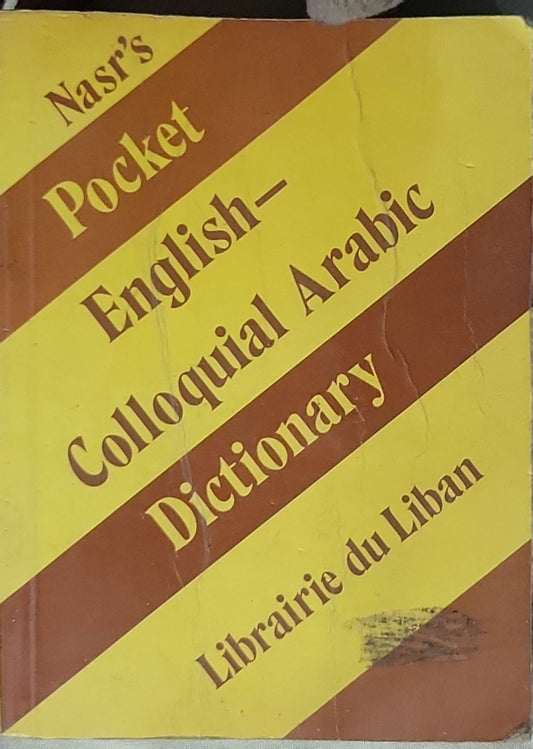 Nasr's
Pocket
English–
Colloquial Arabic
Dictionary
Librairie du Liban